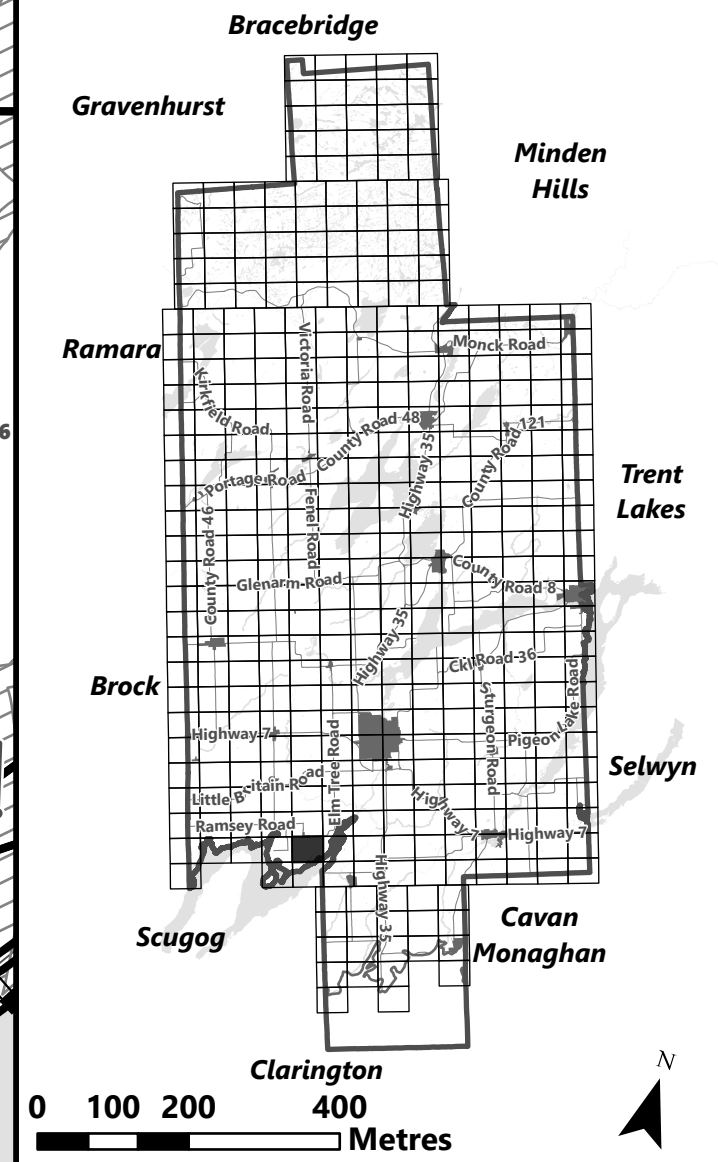 Bracebridge
Gravenhurst
Minden
Hills
Ramara
Victoria Road
Monck Road
Kirkfield Road
County Road 48
County Road 121
6
Highway 35
Portage Road
Trent
Lakes
Fenel Road
County Road 46
Glenarm Road
County Road 8
Highway 35
Ckl Road 36
Brock
Sturgeon Road
Pigeon Lake Road
Highway 7
Elm Tree Road
Selwyn
Little Britain Road
Highway 7
Ramsey Road
Highway 7
Highway 35
Scugog
Cavan
Monaghan
Clarington
N
0 100 200 400
Metres